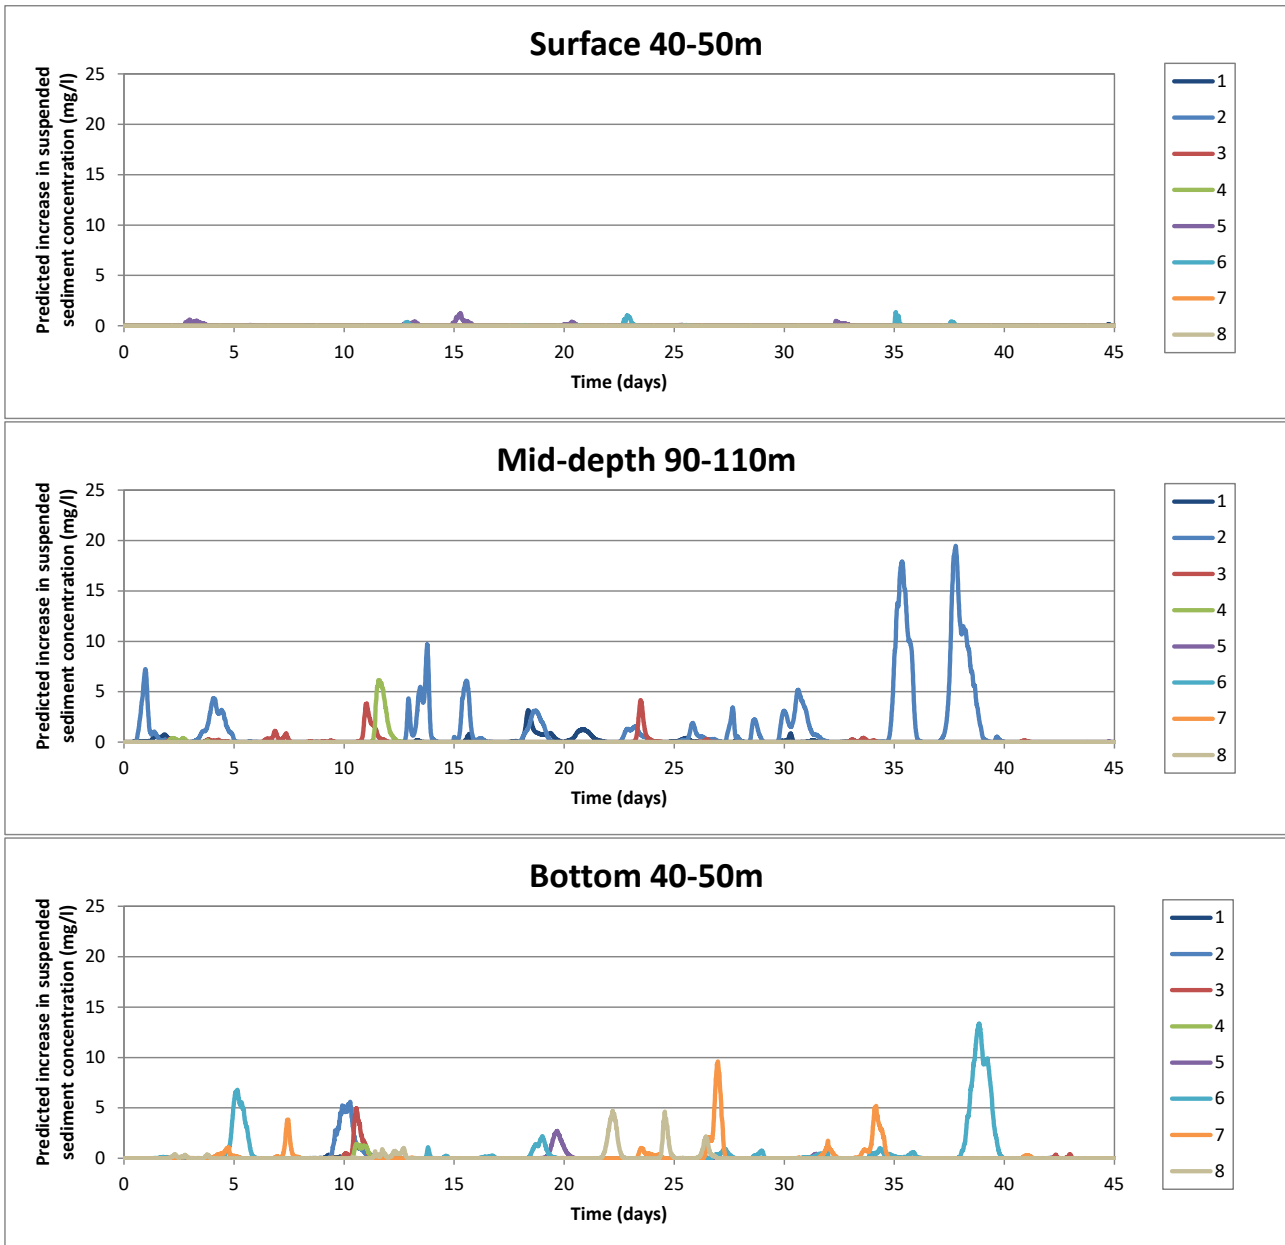 Surface 40-50m
Predicted increase in suspended
sediment concentration (mg/l)
25
20
15
10
5
0
0 5 10 15 20 25 30 35 40 45
Time (days)
1
2
3
4
5
6
7
8
Mid-depth 90-110m
Predicted increase in suspended
sediment concentration (mg/l)
25
20
15
10
5
0
0 5 10 15 20 25 30 35 40 45
Time (days)
1
2
3
4
5
6
7
8
Bottom 40-50m
Predicted increase in suspended
sediment concentration (mg/l)
25
20
15
10
5
0
0 5 10 15 20 25 30 35 40 45
Time (days)
1
2
3
4
5
6
7
8